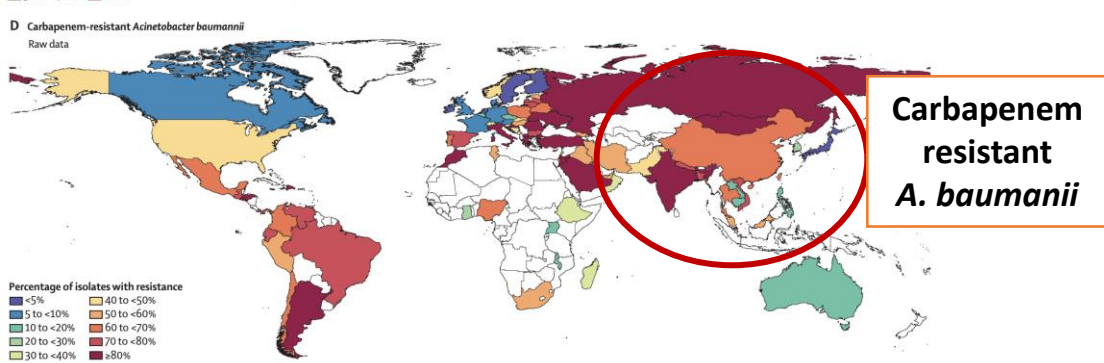 D Carbapenem-resistant Acinetobacter baumannii
Raw data
Carbapenem
resistant
A. baumanii
Percentage of isolates with resistance
<5% 40 to <50%
5 to <10% 50 to <60%
10 to <20% 60 to <70%
20 to <30% 70 to <80%
30 to <40% ≥80%